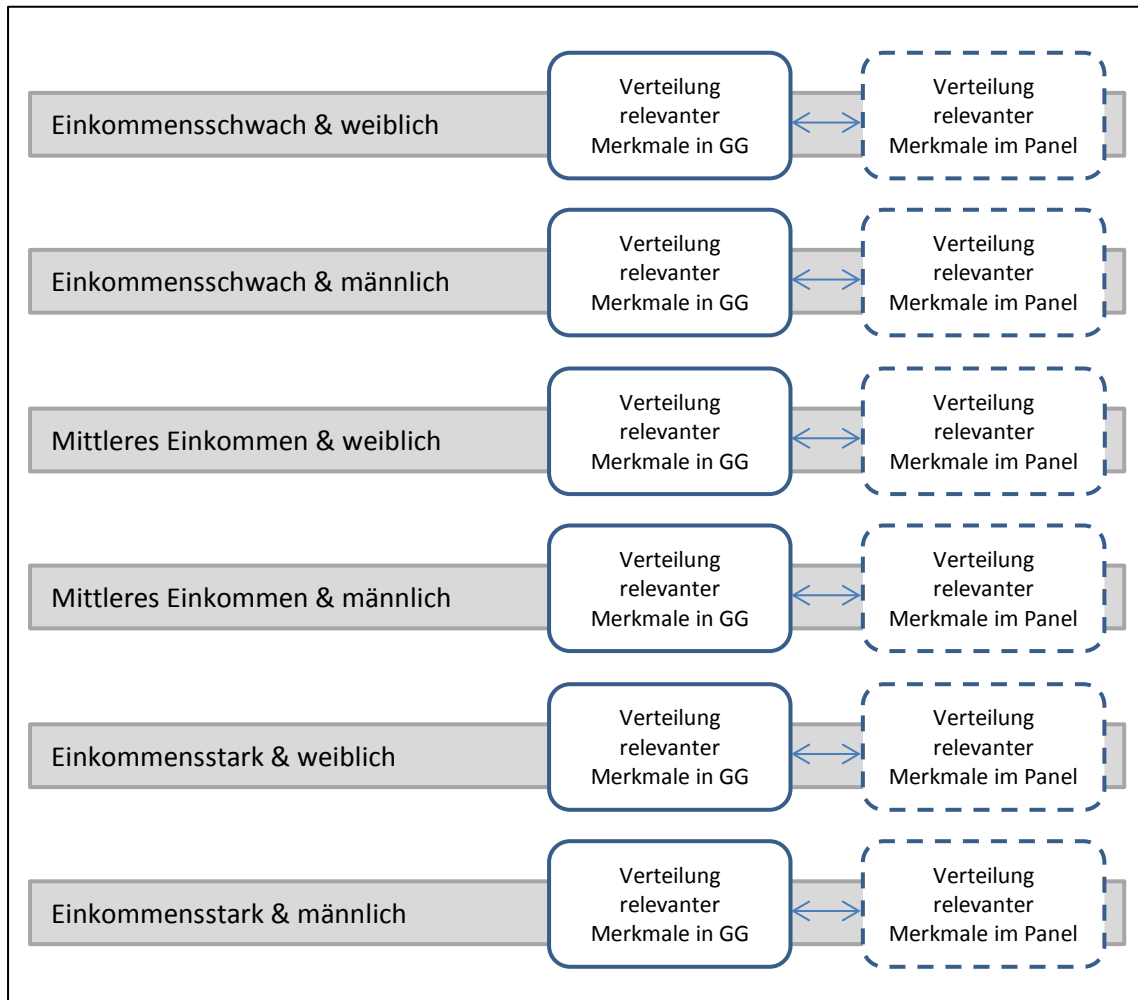 Einkommensschwach & weiblich
Verteilung
relevanter
Merkmale in GG
Verteilung
relevanter
Merkmale im Panel
Einkommensschwach & männlich
Verteilung
relevanter
Merkmale in GG
Verteilung
relevanter
Merkmale im Panel
Mittleres Einkommen & weiblich
Verteilung
relevanter
Merkmale in GG
Verteilung
relevanter
Merkmale im Panel
Mittleres Einkommen & männlich
Verteilung
relevanter
Merkmale in GG
Verteilung
relevanter
Merkmale im Panel
Einkommensstark & weiblich
Verteilung
relevanter
Merkmale in GG
Verteilung
relevanter
Merkmale im Panel
Einkommensstark & männlich
Verteilung
relevanter
Merkmale in GG
Verteilung
relevanter
Merkmale im Panel